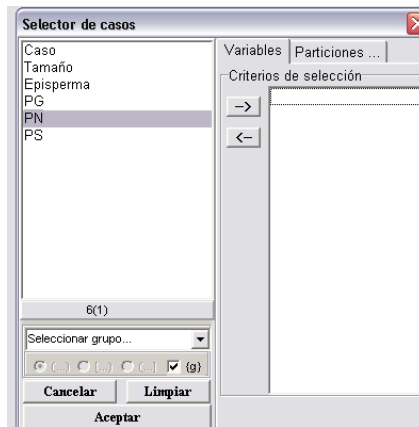 Selector de casos
Caso
Tamaño
Episperma
PG
PN
PS
6(1)
Seleccionar grupo...
(...) [...) (...] {g}
Cancelar Limpiar
Aceptar
Variables Particiones ...
Criterios de selección
-->
<--